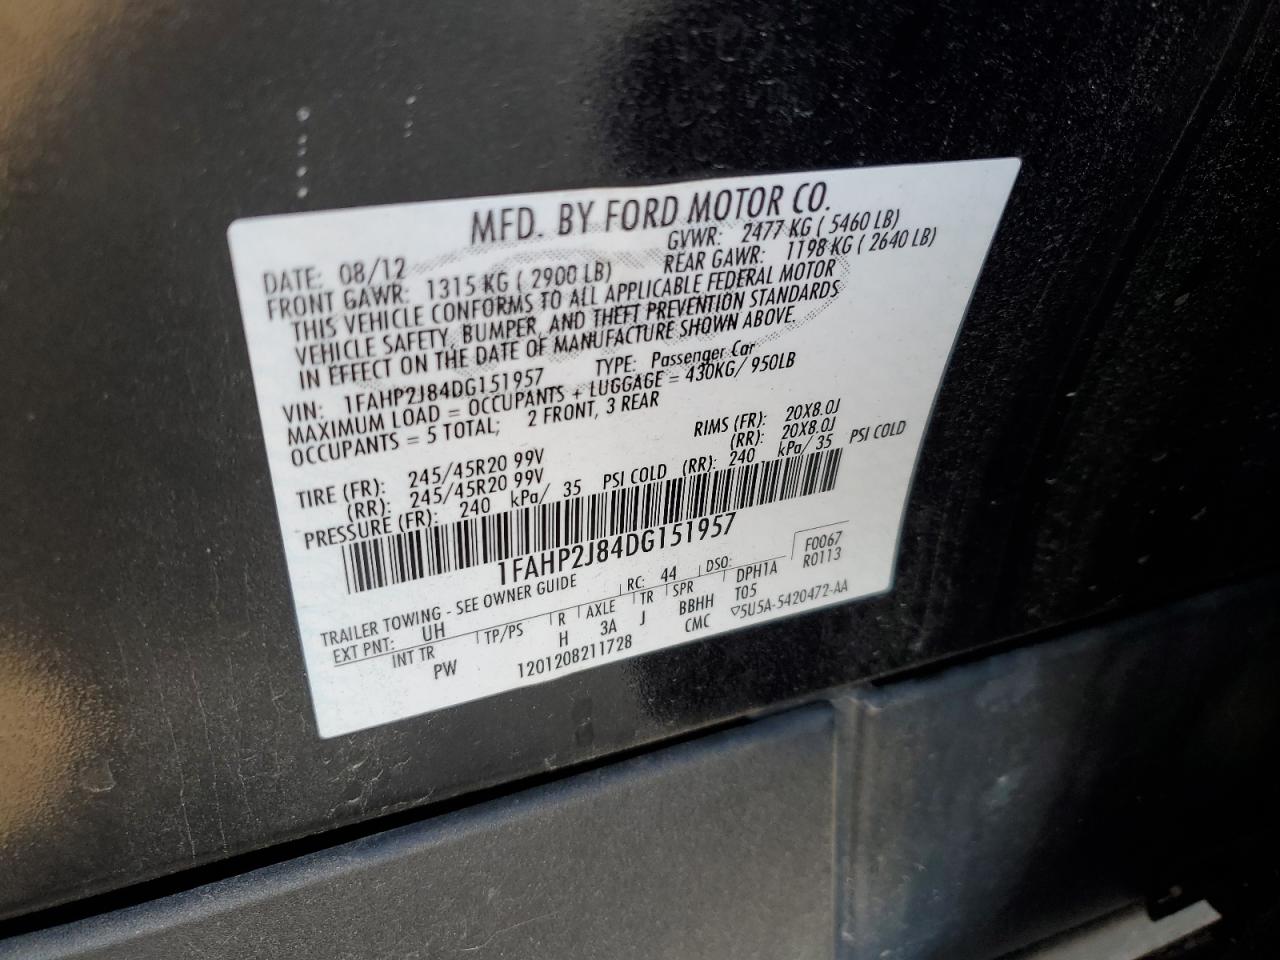 MFD. BY FORD MOTOR CO.
DATE: 08/12 GVWR: 2477 KG ( 5460 LB)
FRONT GAWR: 1315 KG ( 2900 LB) REAR GAWR: 1198 KG ( 2640 LB)
THIS VEHICLE CONFORMS TO ALL APPLICABLE FEDERAL MOTOR
VEHICLE SAFETY, BUMPER, AND THEFT PREVENTION STANDARDS
IN EFFECT ON THE DATE OF MANUFACTURE SHOWN ABOVE.
VIN: 1FAHP2J84DG151957 TYPE: Passenger Car
MAXIMUM LOAD = OCCUPANTS + LUGGAGE = 430KG/ 950LB
OCCUPANTS = 5 TOTAL; 2 FRONT, 3 REAR
TIRE (FR): 245/45R20 99V RIMS (FR): 20X8.0J
(RR): 245/45R20 99V (RR): 20X8.0J
PRESSURE (FR): 240 kPa/ 35 PSI COLD (RR): 240 kPa/ 35 PSI COLD
1FAHP2J84DG151957
TRAILER TOWING - SEE OWNER GUIDE F0067
EXT PNT: UH RC: 44 DSO: R0113
INT TR TP/PS R AXLE TR SPR DPH1A
PW H 3A J BBHH T05
1201208211728 CMC ▽5U5A-5420472-AA